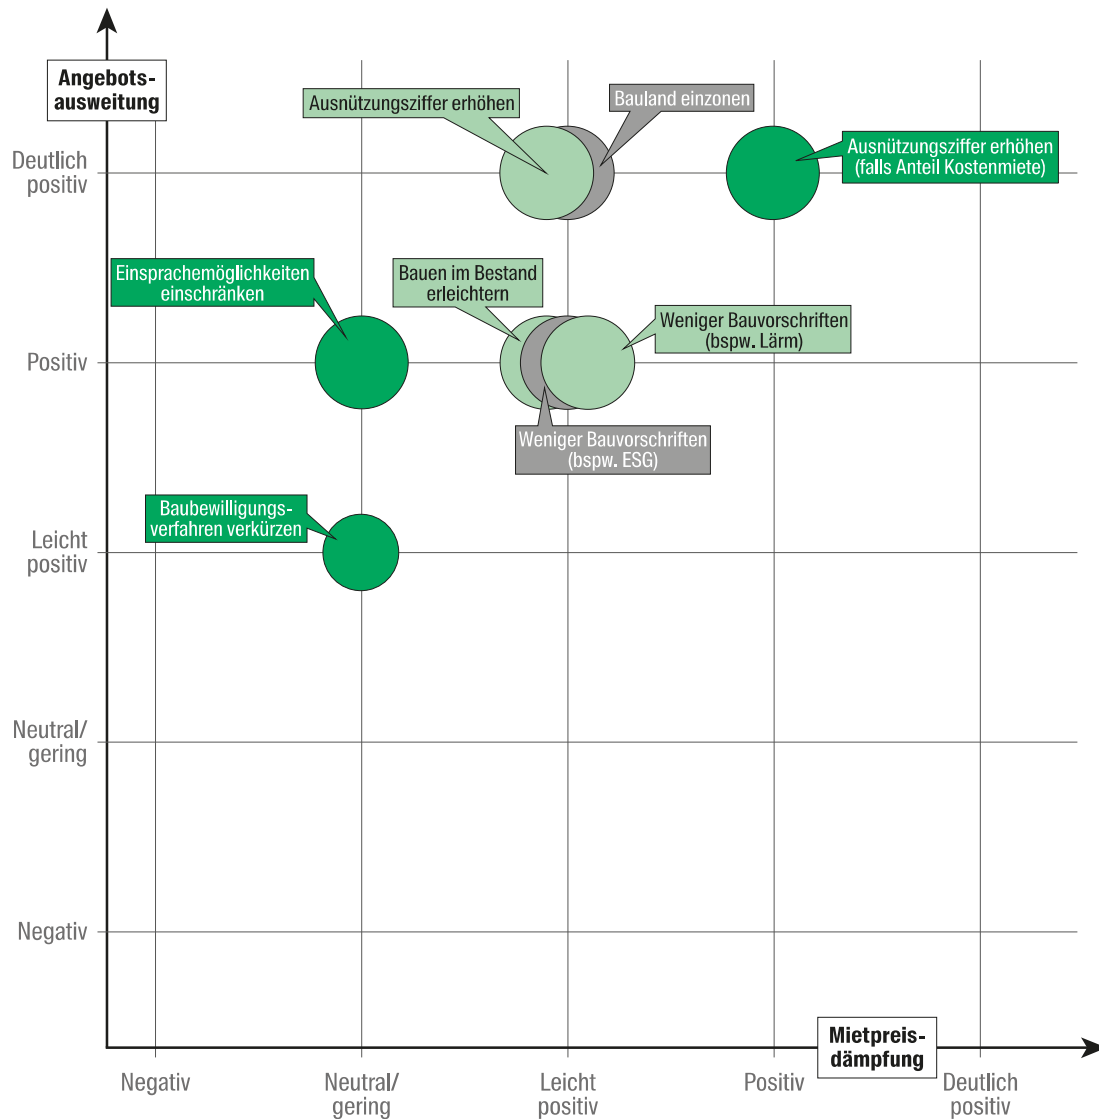 Angebots-
ausweitung
Ausnützungsziffer erhöhen
Bauland einzonen
Ausnützungsziffer erhöhen
(falls Anteil Kostenmiete)
Deutlich
positiv
Einsprachemöglichkeiten
einschränken
Bauen im Bestand
erleichtern
Weniger Bauvorschriften
(bspw. Lärm)
Positiv
Weniger Bauvorschriften
(bspw. ESG)
Baubewilligungs-
verfahren verkürzen
Leicht
positiv
Neutral/
gering
Negativ
Mietpreis-
dämpfung
Negativ
Neutral/
gering
Leicht
positiv
Positiv
Deutlich
positiv